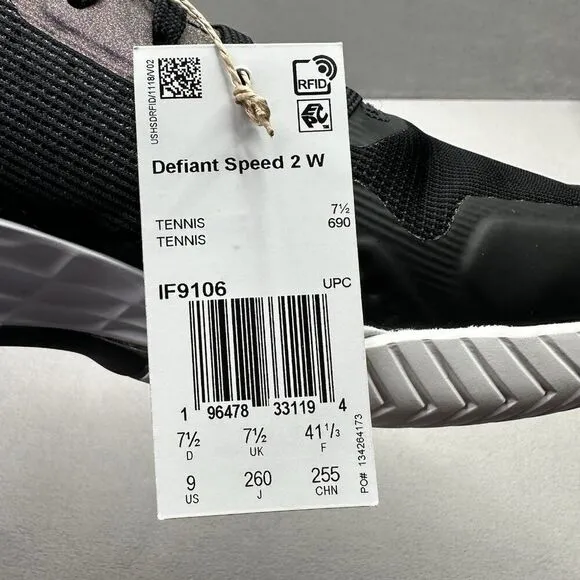 USHSDRFID/1118/V02
RFID
EPC
Defiant Speed 2 W
TENNIS 7½
TENNIS 690
IF9106 UPC
1 96478 33119 4
7½ 7½ 41 1/3
D UK F
9 260 255
US J CHN
PO# 134264173